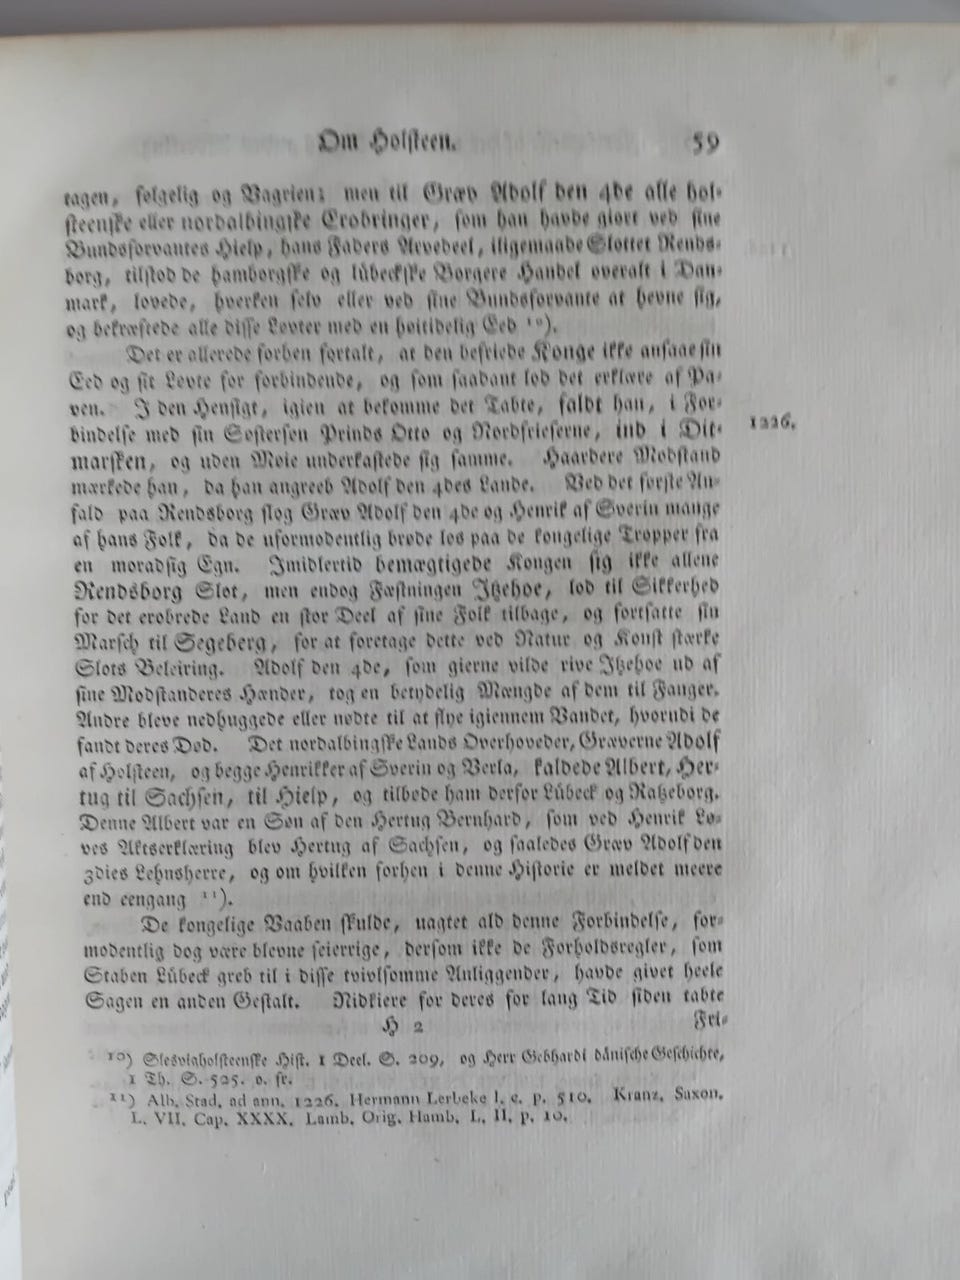 Om Holsteen. 59
tagen, følgelig og Vagrien; men til Græv Adolf den 4de alle hol-
steenske eller nordalbingske Erobringer, som han havde giort ved sine
Bundsforvantes Hielp, hans Faders Arvedeel, iligemaade Slottet Rends-
borg, tilstod de hamborgske og lübeckske Borgere Handel overalt i Dan-
mark, lovede, hverken selv eller ved sine Bundsforvante at hevne sig,
og bekræftede alle disse Løvter med en høitidelig Eed 10).
Det er allerede forhen fortalt, at den befriede Konge ikke ansaae sin
Eed og sit Løvte for forbindende, og som saadant lod det erklære af Pa-
ven. I den Hensigt, igien at bekomme det Tabte, faldt han, i For-
bindelse med sin Søstersøn Prinds Otto og Nordfrieserne, ind i Dit-
1226.
marsken, og uden Møie underkastede sig samme. Haardere Modstand
mærkede han, da han angreeb Adolf den 4des Lande. Ved det første An-
fald paa Rendsborg slog Græv Adolf den 4de og Henrik af Sverin mange
af hans Folk, da de uformodentlig brøde løs paa de kongelige Tropper fra
en moradsig Egn. Imidlertid bemægtigede Kongen sig ikke allene
Rendsborg Slot, men endog Fæstningen Itzehoe, lod til Sikkerhed
for det erobrede Land en stor Deel af sine Folk tilbage, og fortsatte sin
Marsch til Segeberg, for at foretage dette ved Natur og Konst stærke
Slots Beleiring. Adolf den 4de, som gierne vilde rive Itzehoe ud af
sine Modstanderes Hænder, tog en betydelig Mængde af dem til Fanger.
Andre bleve nedhuggede eller nødte til at flye igiennem Vandet, hvorudi de
fandt deres Død. Det nordalbingske Lands Overhoveder, Græverne Adolf
af Holsteen, og begge Henrikker af Sverin og Verla, kaldede Albert, Her-
tug til Sachsen, til Hielp, og tilbøde ham derfor Lübeck og Ratzeborg.
Denne Albert var en Søn af den Hertug Bernhard, som ved Henrik Lø-
ves Aktserklæring blev Hertug af Sachsen, og saaledes Græv Adolf den
3dies Lehnsherre, og om hvilken forhen i denne Historie er meldet meere
end eengang 11).
De kongelige Vaaben skulde, uagtet ald denne Forbindelse, for-
modentlig dog være blevne seierrige, dersom ikke de Forholdsregler, som
Staden Lübeck greb til i disse tvivlsomme Anliggender, havde givet heele
Sagen en anden Gestalt. Nidkiere for deres for lang Tid siden tabte
H 2 Fri-
10) Slesvigholsteenske Hist. 1 Deel. S. 209, og Herr Gebhardi dänische Geschichte,
1 Th. S. 525. o. fr.
11) Alb. Stad. ad ann. 1226. Hermann Lerbeke l. c. p. 510. Kranz. Saxon.
L. VII. Cap. XXXX. Lamb. Orig. Hamb. L. II. p. 10.